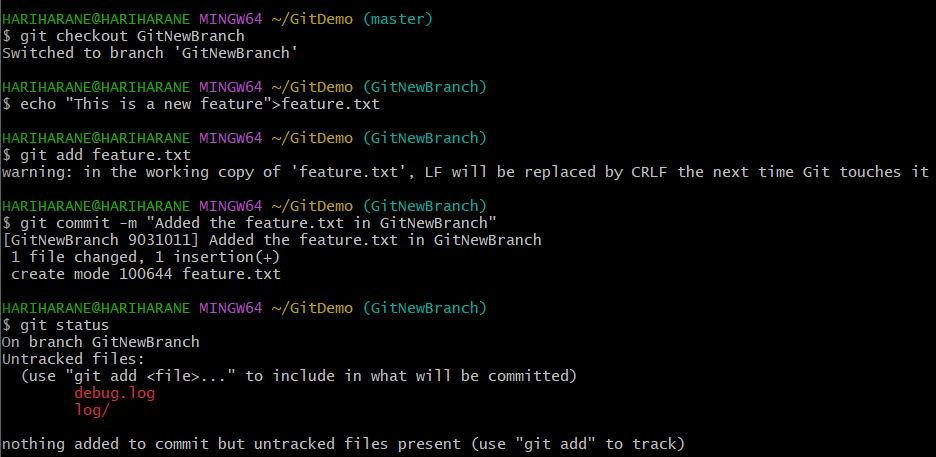 HARIHARANE@HARIHARANE MINGW64 ~/GitDemo (master)
$ git checkout GitNewBranch
Switched to branch 'GitNewBranch'
HARIHARANE@HARIHARANE MINGW64 ~/GitDemo (GitNewBranch)
$ echo "This is a new feature">feature.txt
HARIHARANE@HARIHARANE MINGW64 ~/GitDemo (GitNewBranch)
$ git add feature.txt
warning: in the working copy of 'feature.txt', LF will be replaced by CRLF the next time Git touches it
HARIHARANE@HARIHARANE MINGW64 ~/GitDemo (GitNewBranch)
$ git commit -m "Added the feature.txt in GitNewBranch"
[GitNewBranch 9031011] Added the feature.txt in GitNewBranch
 1 file changed, 1 insertion(+)
 create mode 100644 feature.txt
HARIHARANE@HARIHARANE MINGW64 ~/GitDemo (GitNewBranch)
$ git status
On branch GitNewBranch
Untracked files:
  (use "git add <file>..." to include in what will be committed)
        debug.log
        log/
nothing added to commit but untracked files present (use "git add" to track)